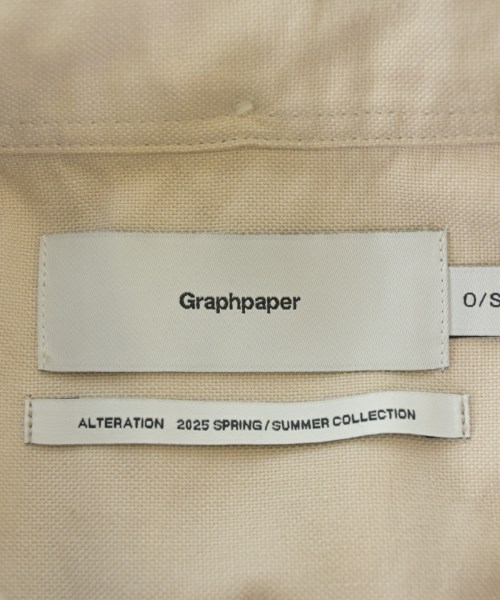 Graphpaper
O/S
ALTERATION 2025 SPRING/SUMMER COLLECTION